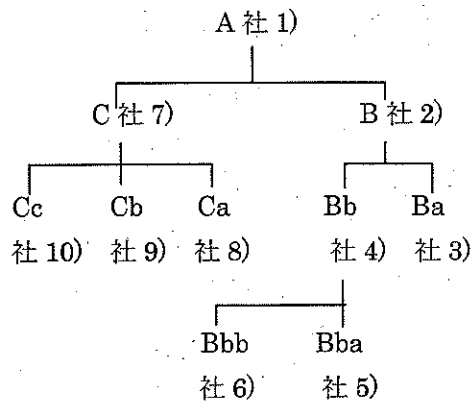 A 社 1)
C 社 7) B 社 2)
Cc Cb Ca Bb Ba
社 10) 社 9) 社 8) 社 4) 社 3)
Bbb Bba
社 6) 社 5)